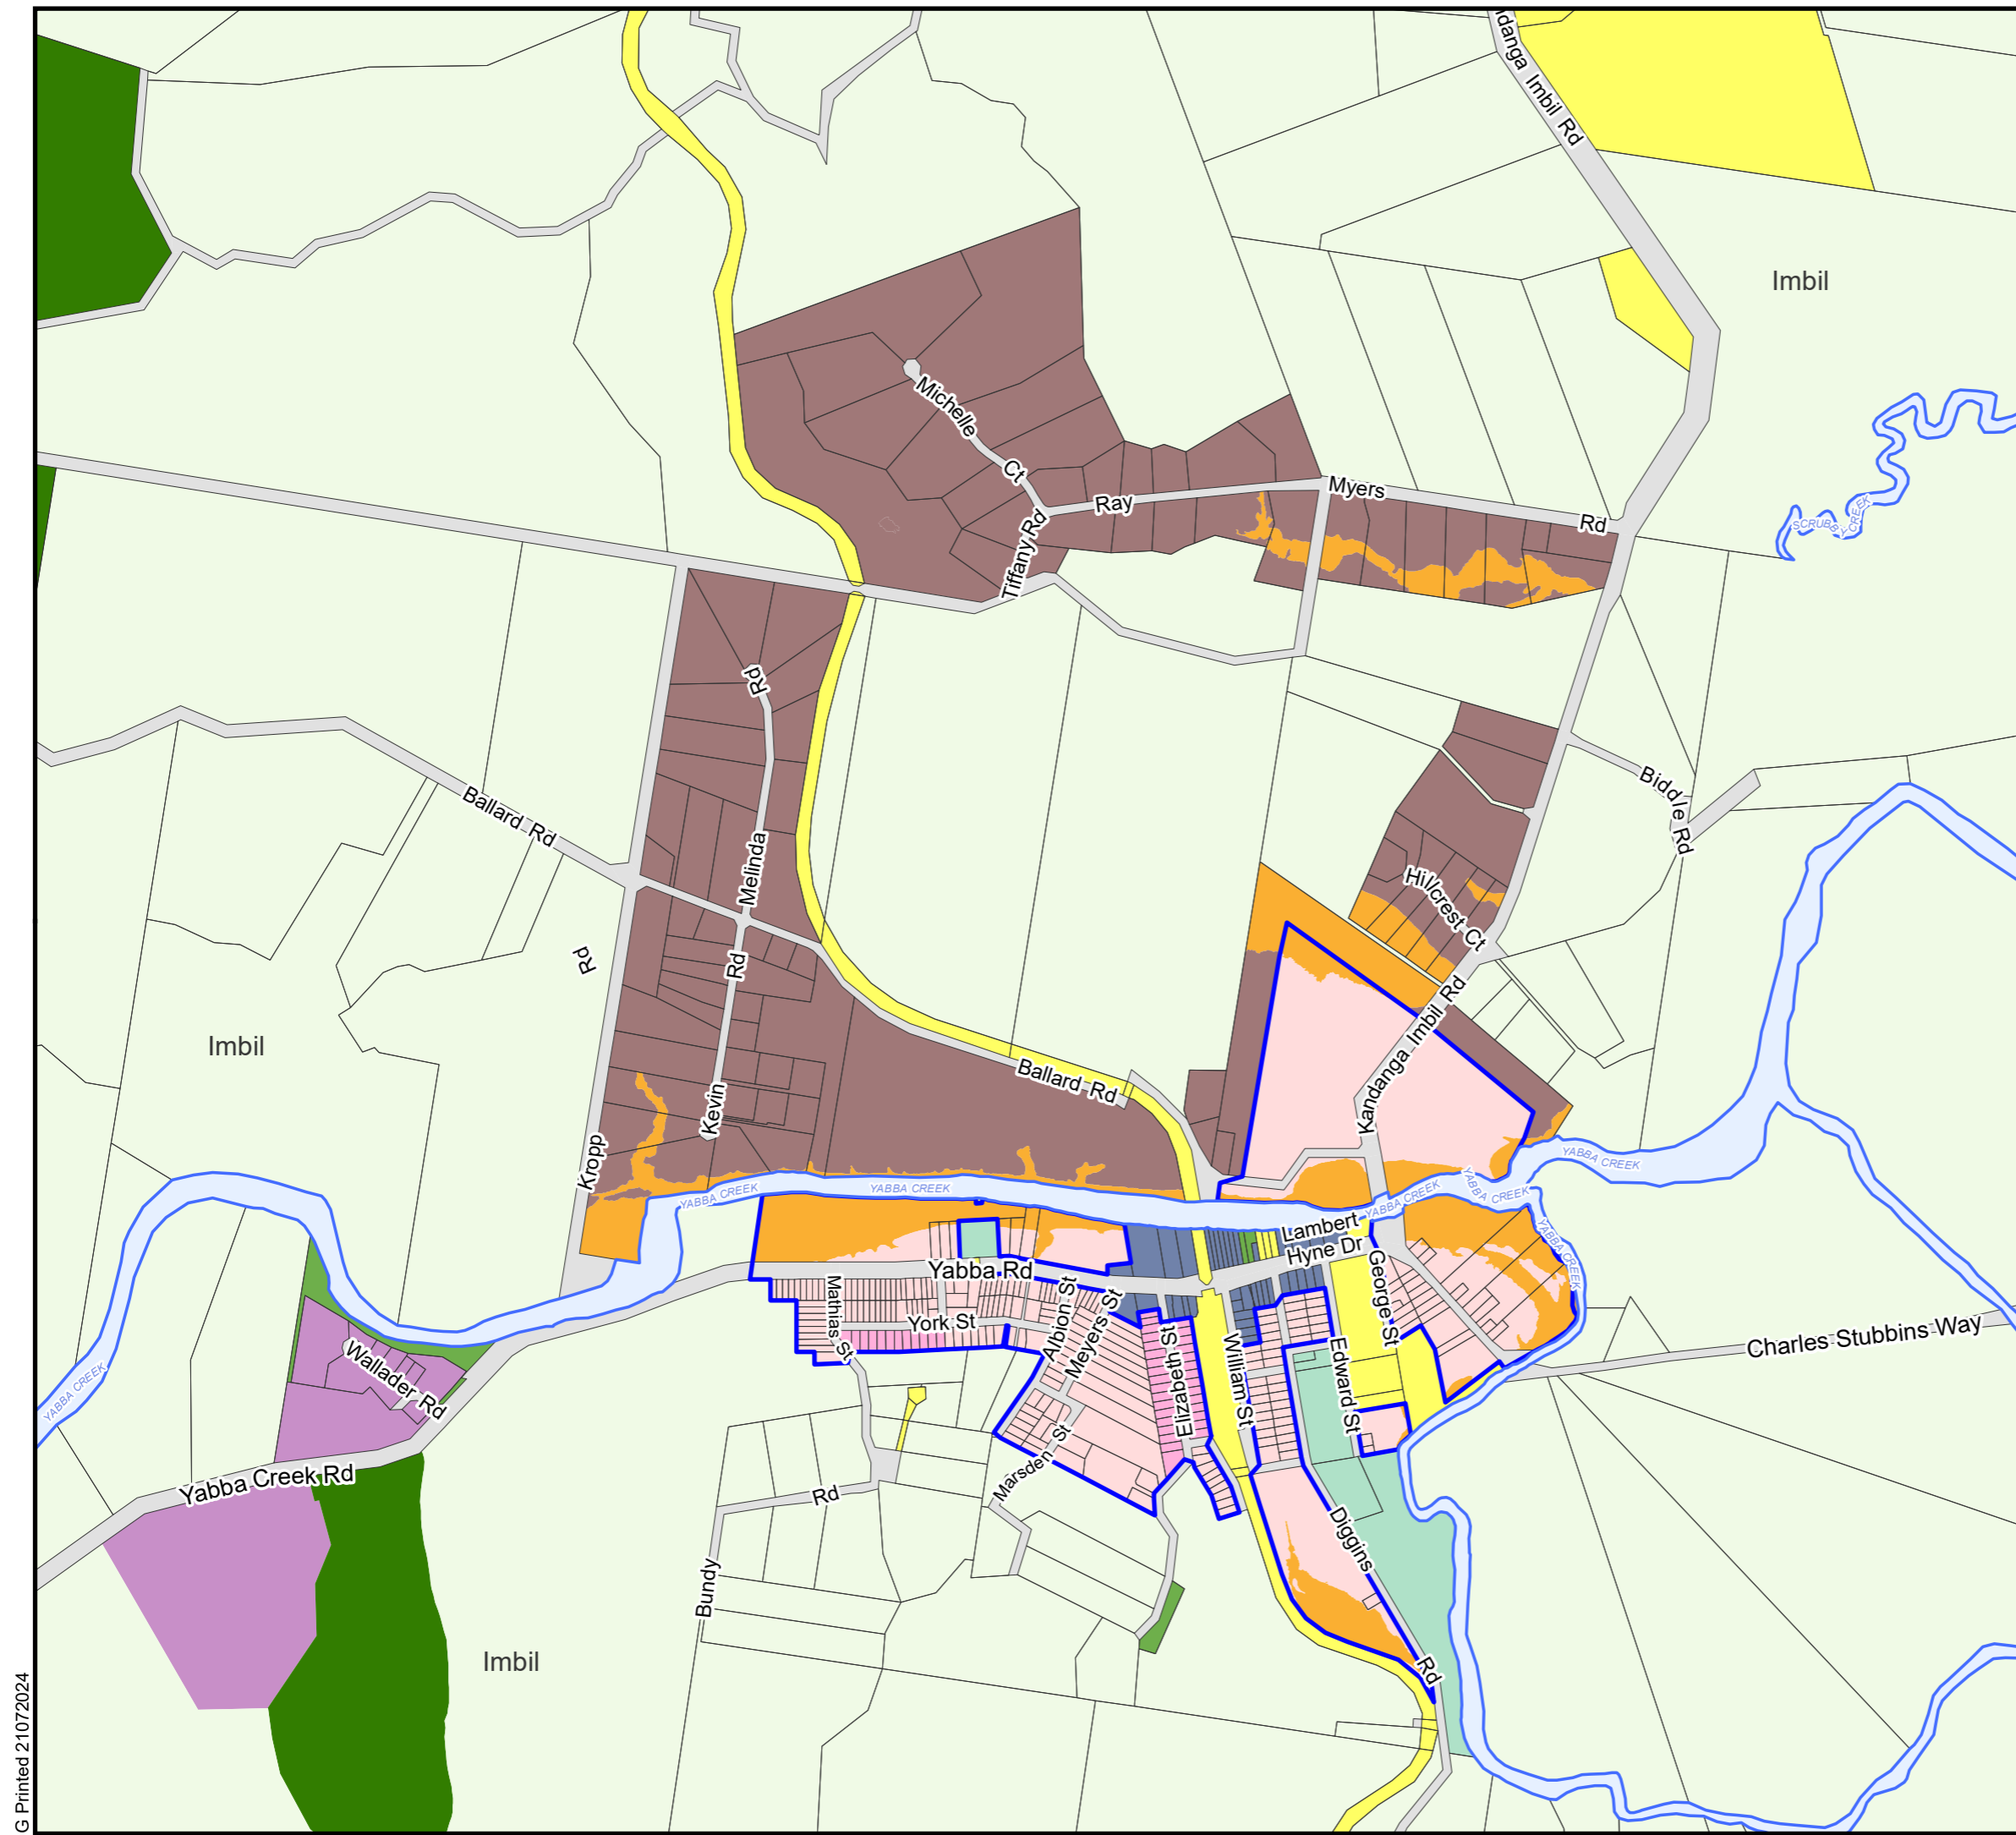 ndanga Imbil Rd
Imbil
Michelle
Ct
Ray
Myers
Rd
Tiffany Rd
SCRUBBY CREEK
Rd
Melinda
Ballard Rd
Biddle Rd
Hillcrest Ct
Rd
Rd
Kandanga Imbil Rd
Imbil
Ballard Rd
Kevin
Kropp
YABBA CREEK
YABBA CREEK
YABBA CREEK
YABBA CREEK
YABBA CREEK
YABBA CREEK
Lambert
Hyne Dr
George St
Yabba Rd
Mathias St
York St
Albion St
Meyers St
Elizabeth St
William St
Edward St
Charles Stubbins Way
Wallader Rd
YABBA CREEK
Yabba Creek Rd
Marsden St
Rd
Diggins
Bundy
Rd
Imbil
G Printed 21072024